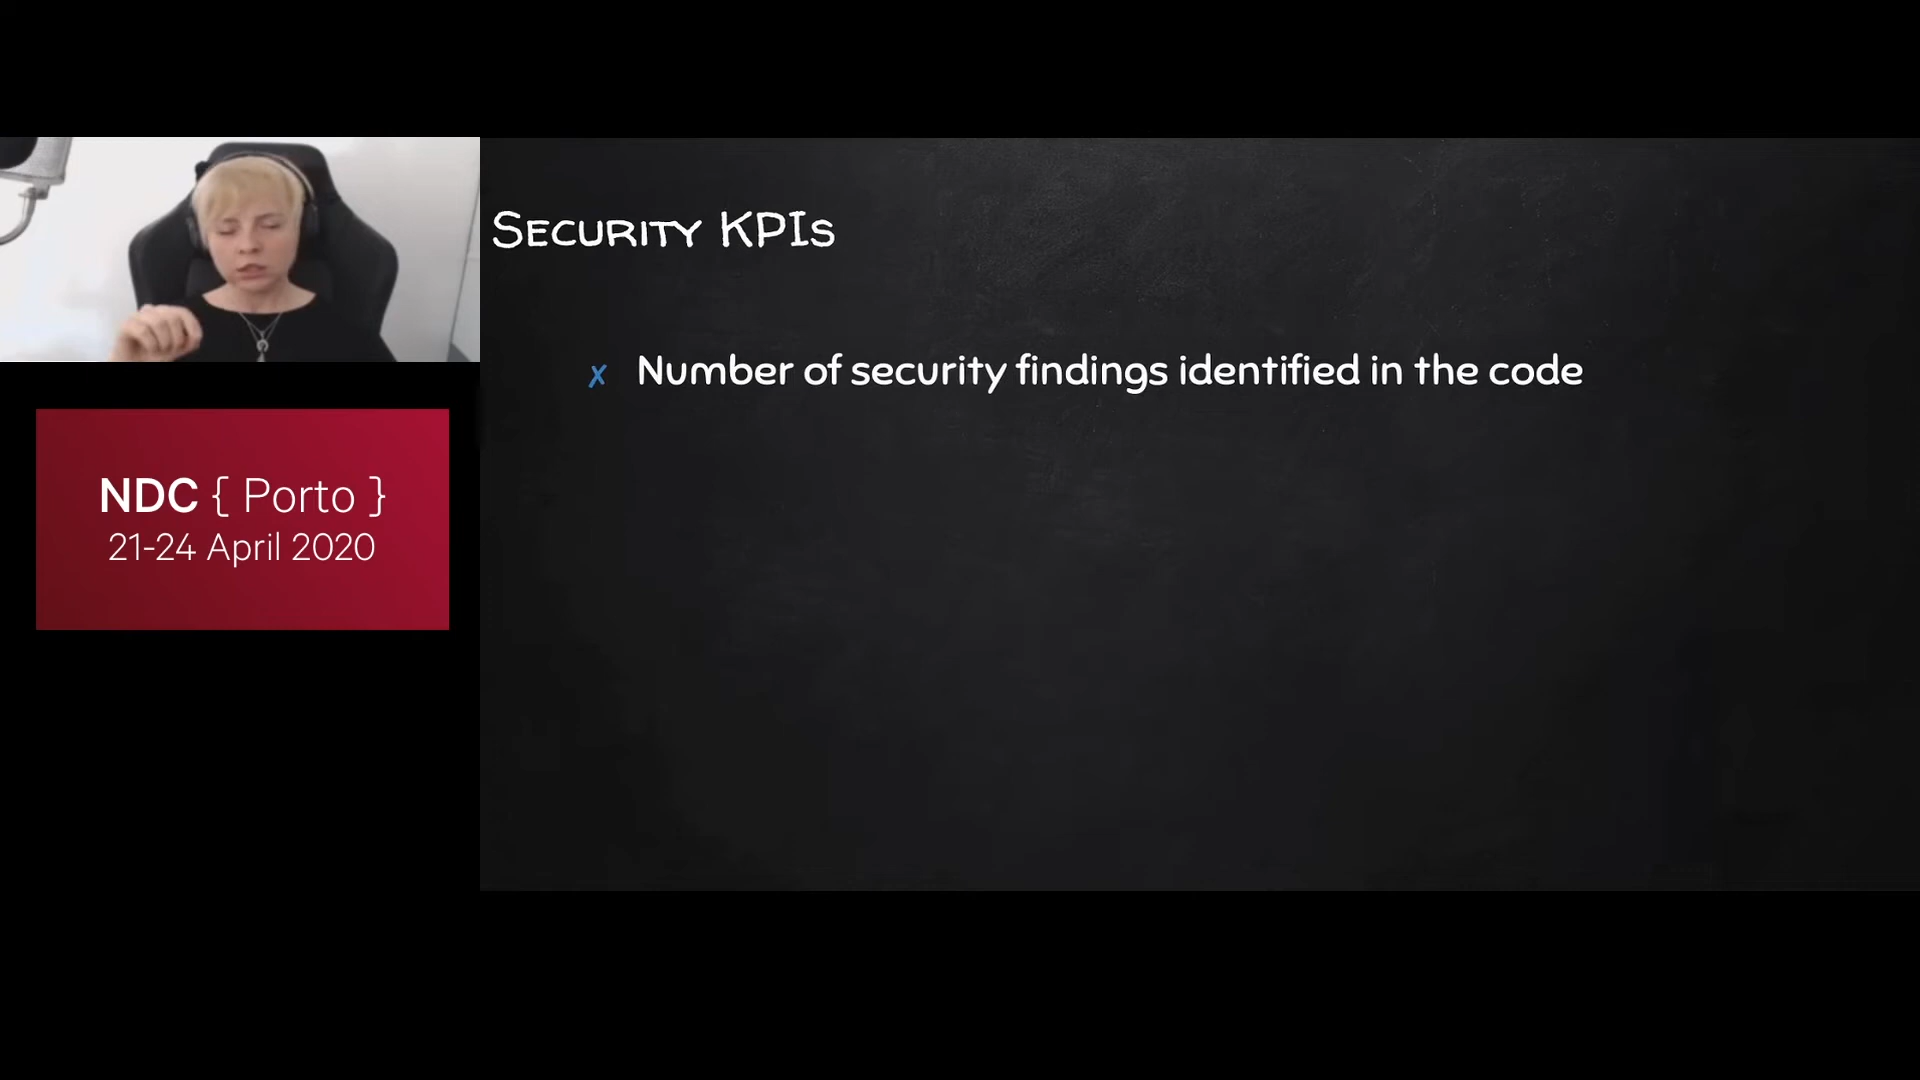 Security KPIs
x Number of security findings identified in the code
NDC { Porto }
21-24 April 2020